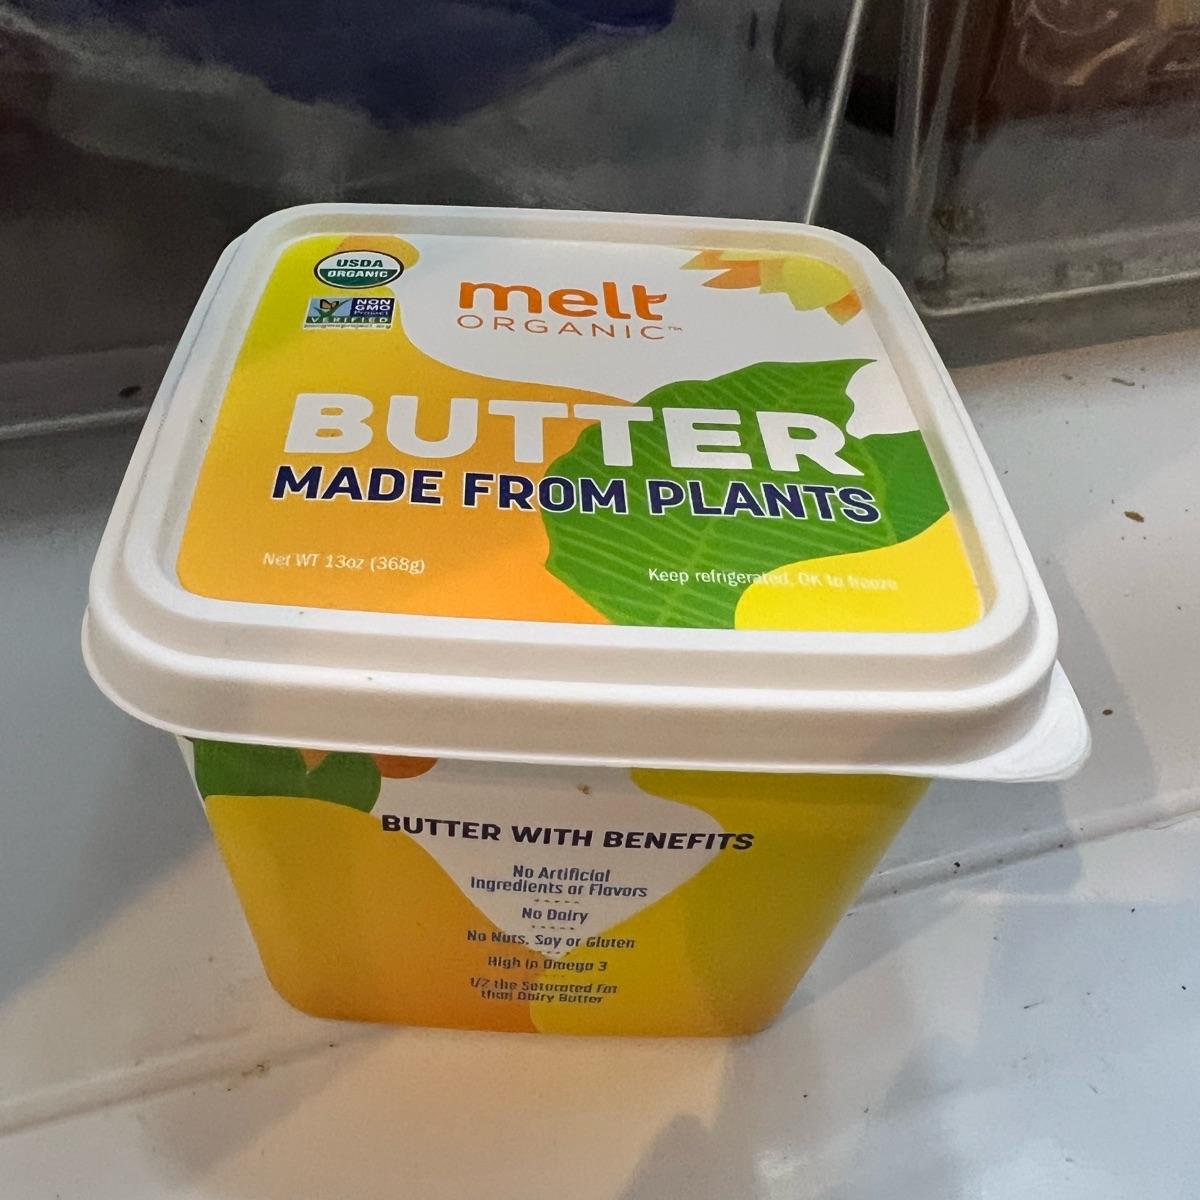 USDA
ORGANIC
NON
GMO
Project
VERIFIED
nongmoproject.org
melt
ORGANIC™
BUTTER
MADE FROM PLANTS
Net WT 13oz (368g)
Keep refrigerated, OK to freeze
BUTTER WITH BENEFITS
No Artificial
Ingredients or Flavors
No Dairy
No Nuts, Soy or Gluten
High in Omega 3
1/2 the Saturated Fat
than Dairy Butter